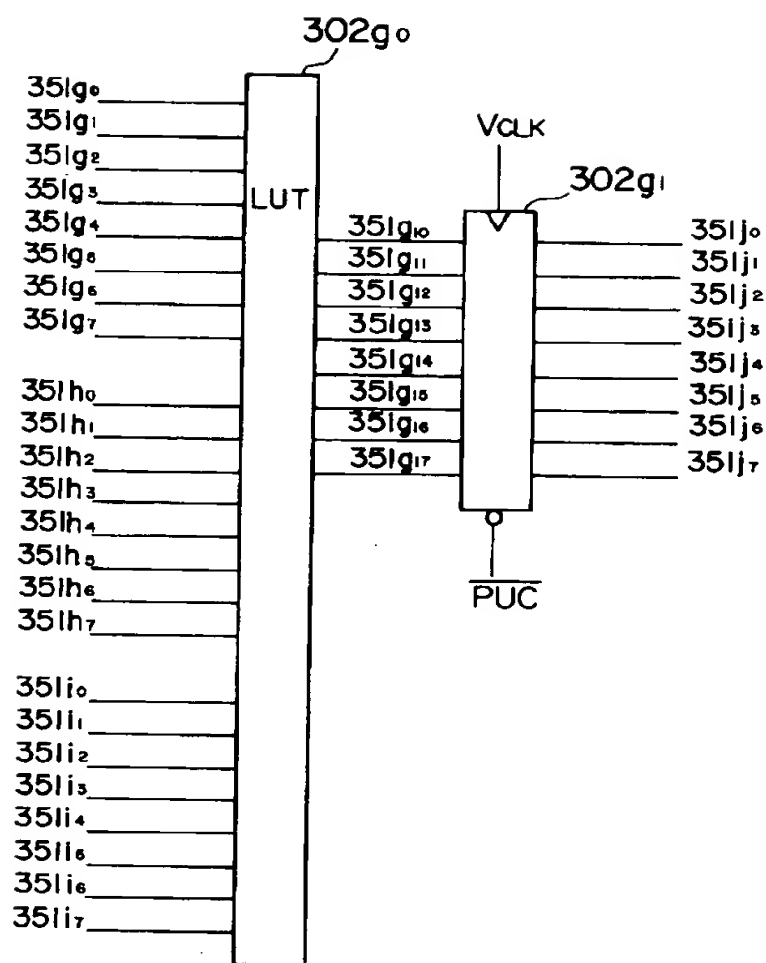 302g₀
351g₀
351g₁
351g₂
351g₃
351g₄
351g₅
351g₆
351g₇
LUT
351h₀
351h₁
351h₂
351h₃
351h₄
351h₅
351h₆
351h₇
351i₀
351i₁
351i₂
351i₃
351i₄
351i₅
351i₆
351i₇
351g₁₀
351g₁₁
351g₁₂
351g₁₃
351g₁₄
351g₁₅
351g₁₆
351g₁₇
VCLK
302g₁
351j₀
351j₁
351j₂
351j₃
351j₄
351j₅
351j₆
351j₇
P̅U̅C̅